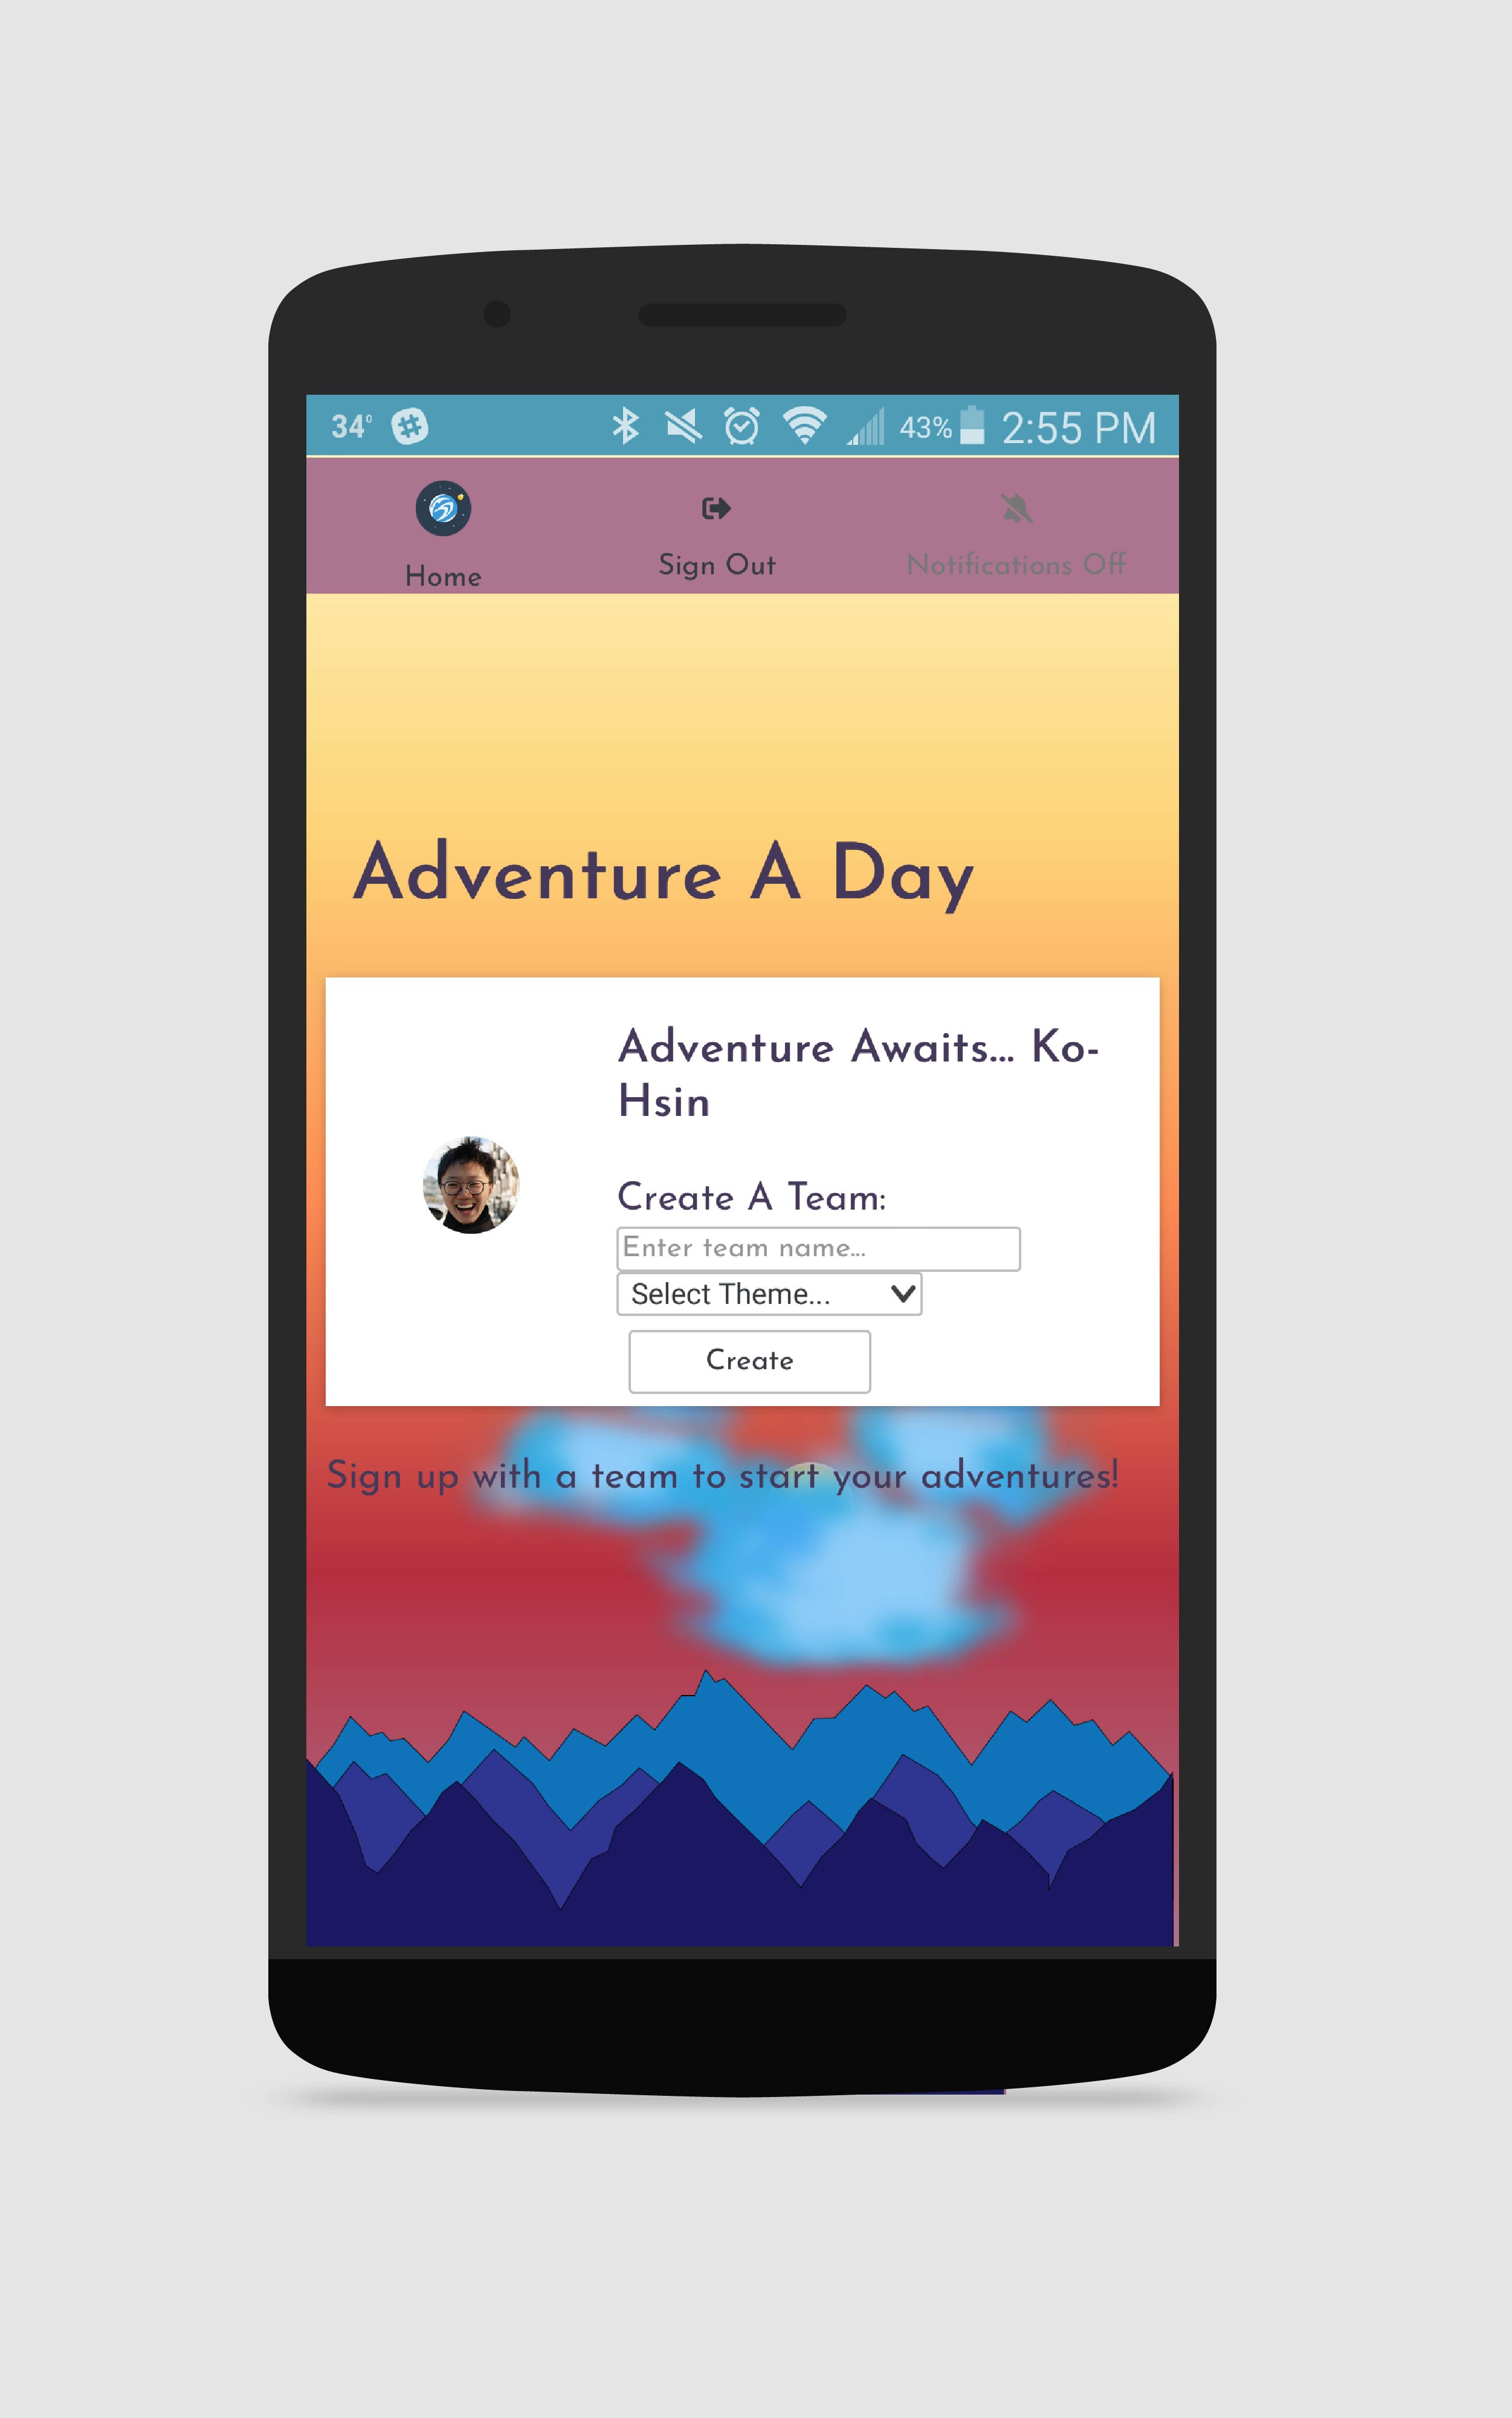 34° 43% 2:55 PM
Home Sign Out Notifications Off
Adventure A Day
Adventure Awaits... Ko-
Hsin
Create A Team:
Enter team name...
Select Theme...
Create
Sign up with a team to start your adventures!